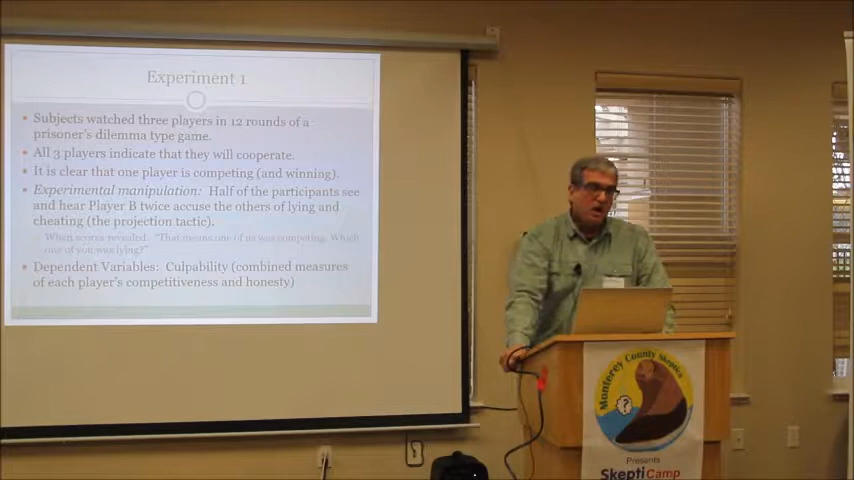 Experiment 1
Subjects watched three players in 12 rounds of a
prisoner's dilemma type game.
All 3 players indicate that they will cooperate.
It is clear that one player is competing (and winning).
Experimental manipulation: Half of the participants see
and hear Player B twice accuse the others of lying and
cheating (the projection tactic).
When scores revealed: "That means one of us was competing. Which
one of you was lying?"
Dependent Variables: Culpability (combined measures
of each player's competitiveness and honesty)
Monterey County Skeptics
?
Presents
SkeptiCamp